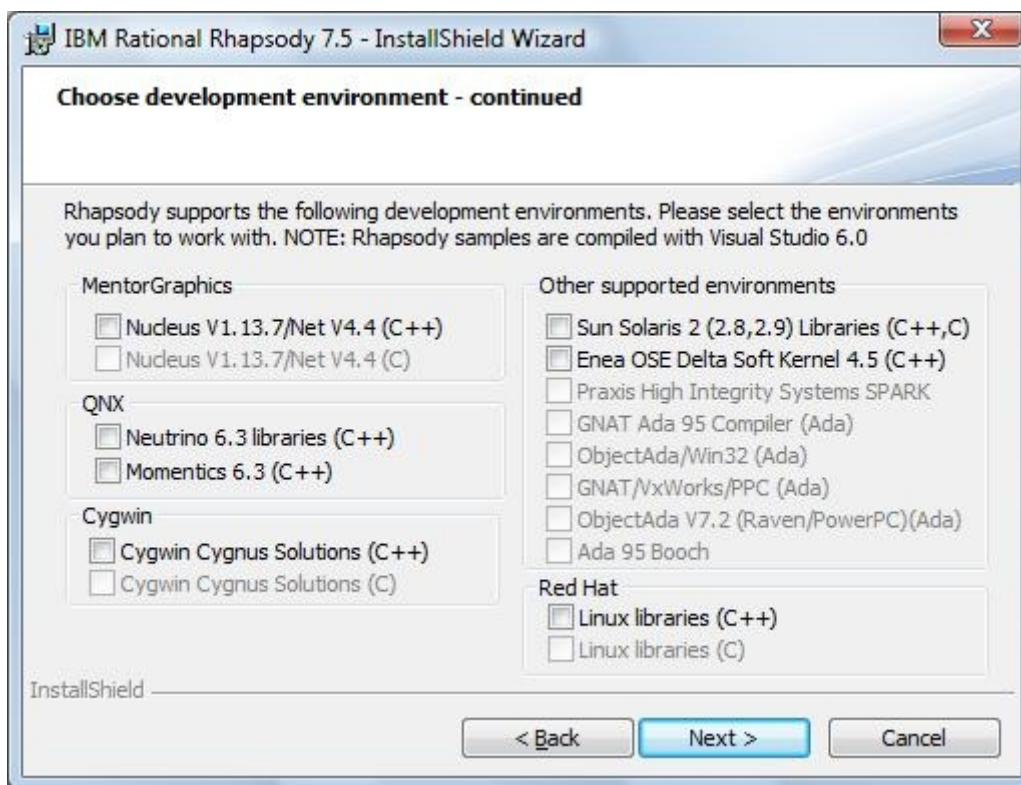 IBM Rational Rhapsody 7.5 - InstallShield Wizard
Choose development environment - continued
Rhapsody supports the following development environments. Please select the environments
you plan to work with. NOTE: Rhapsody samples are compiled with Visual Studio 6.0
MentorGraphics
Nucleus V1.13.7/Net V4.4 (C++)
Nucleus V1.13.7/Net V4.4 (C)
QNX
Neutrino 6.3 libraries (C++)
Momentics 6.3 (C++)
Cygwin
Cygwin Cygnus Solutions (C++)
Cygwin Cygnus Solutions (C)
Other supported environments
Sun Solaris 2 (2.8,2.9) Libraries (C++,C)
Enea OSE Delta Soft Kernel 4.5 (C++)
Praxis High Integrity Systems SPARK
GNAT Ada 95 Compiler (Ada)
ObjectAda/Win32 (Ada)
GNAT/VxWorks/PPC (Ada)
ObjectAda V7.2 (Raven/PowerPC)(Ada)
Ada 95 Booch
Red Hat
Linux libraries (C++)
Linux libraries (C)
InstallShield
< Back
Next >
Cancel